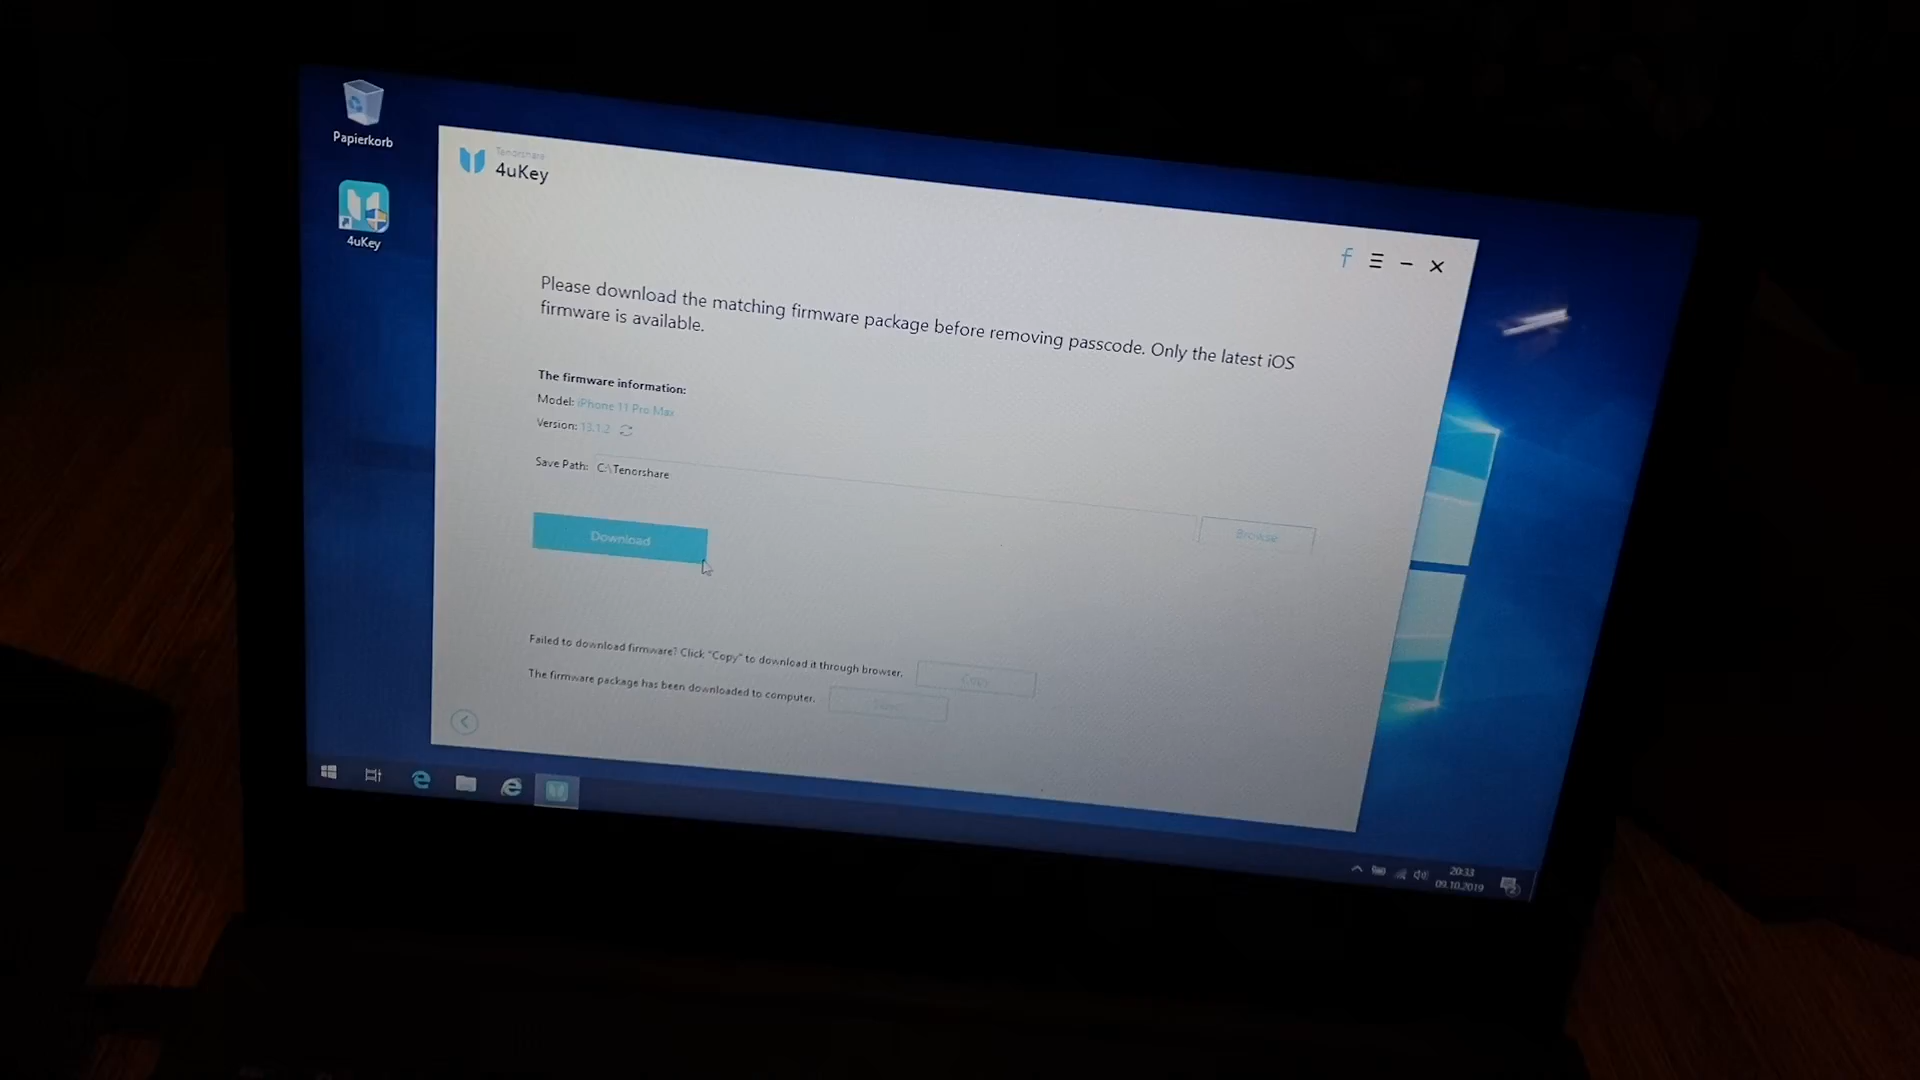 Papierkorb
4uKey
Tenorshare
4uKey
Please download the matching firmware package before removing passcode. Only the latest iOS
firmware is available.
The firmware information:
Model: iPhone 11 Pro Max
Version: 13.1.2
Save Path: C:\Tenorshare
Browse
Download
Failed to download firmware? Click "Copy" to download it through browser.
Copy
The firmware package has been downloaded to computer.
20:33
09.10.2019